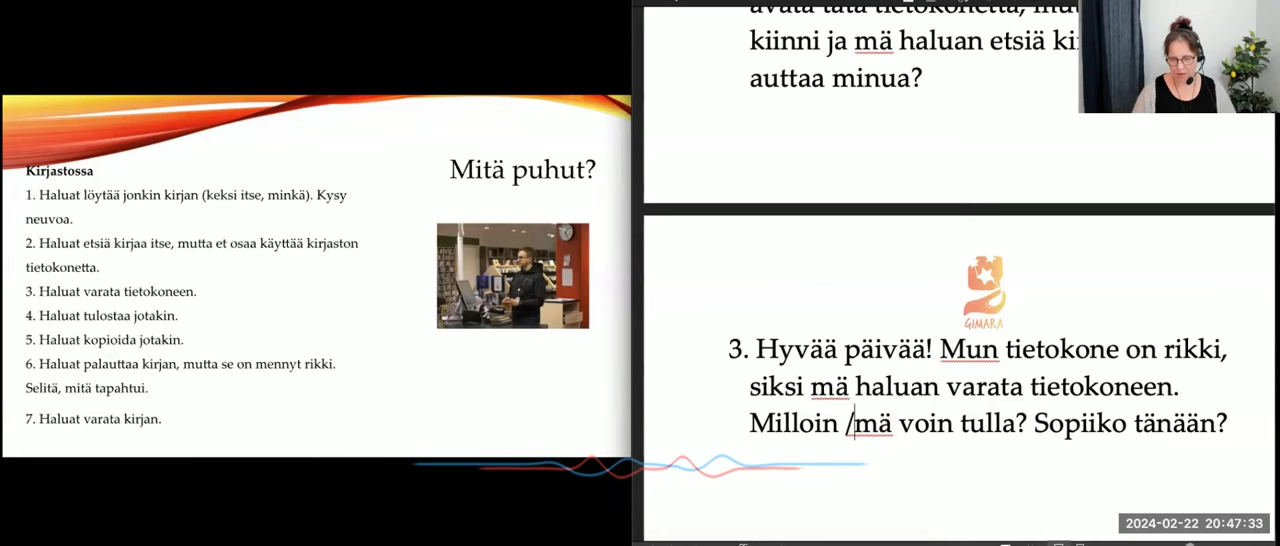 Kirjastossa
Mitä puhut?
1. Haluat löytää jonkin kirjan (keksi itse, minkä). Kysy
neuvoa.
2. Haluat etsiä kirjaa itse, mutta et osaa käyttää kirjaston
tietokonetta.
3. Haluat varata tietokoneen.
4. Haluat tulostaa jotakin.
5. Haluat kopioida jotakin.
6. Haluat palauttaa kirjan, mutta se on mennyt rikki.
Selitä, mitä tapahtui.
7. Haluat varata kirjan.
avata tätä tietokonetta,
kiinni ja mä haluan etsiä
auttaa minua?
GIMARA
3. Hyvää päivää! Mun tietokone on rikki,
siksi mä haluan varata tietokoneen.
Milloin /mä voin tulla? Sopiiko tänään?
2024-02-22 20:47:33